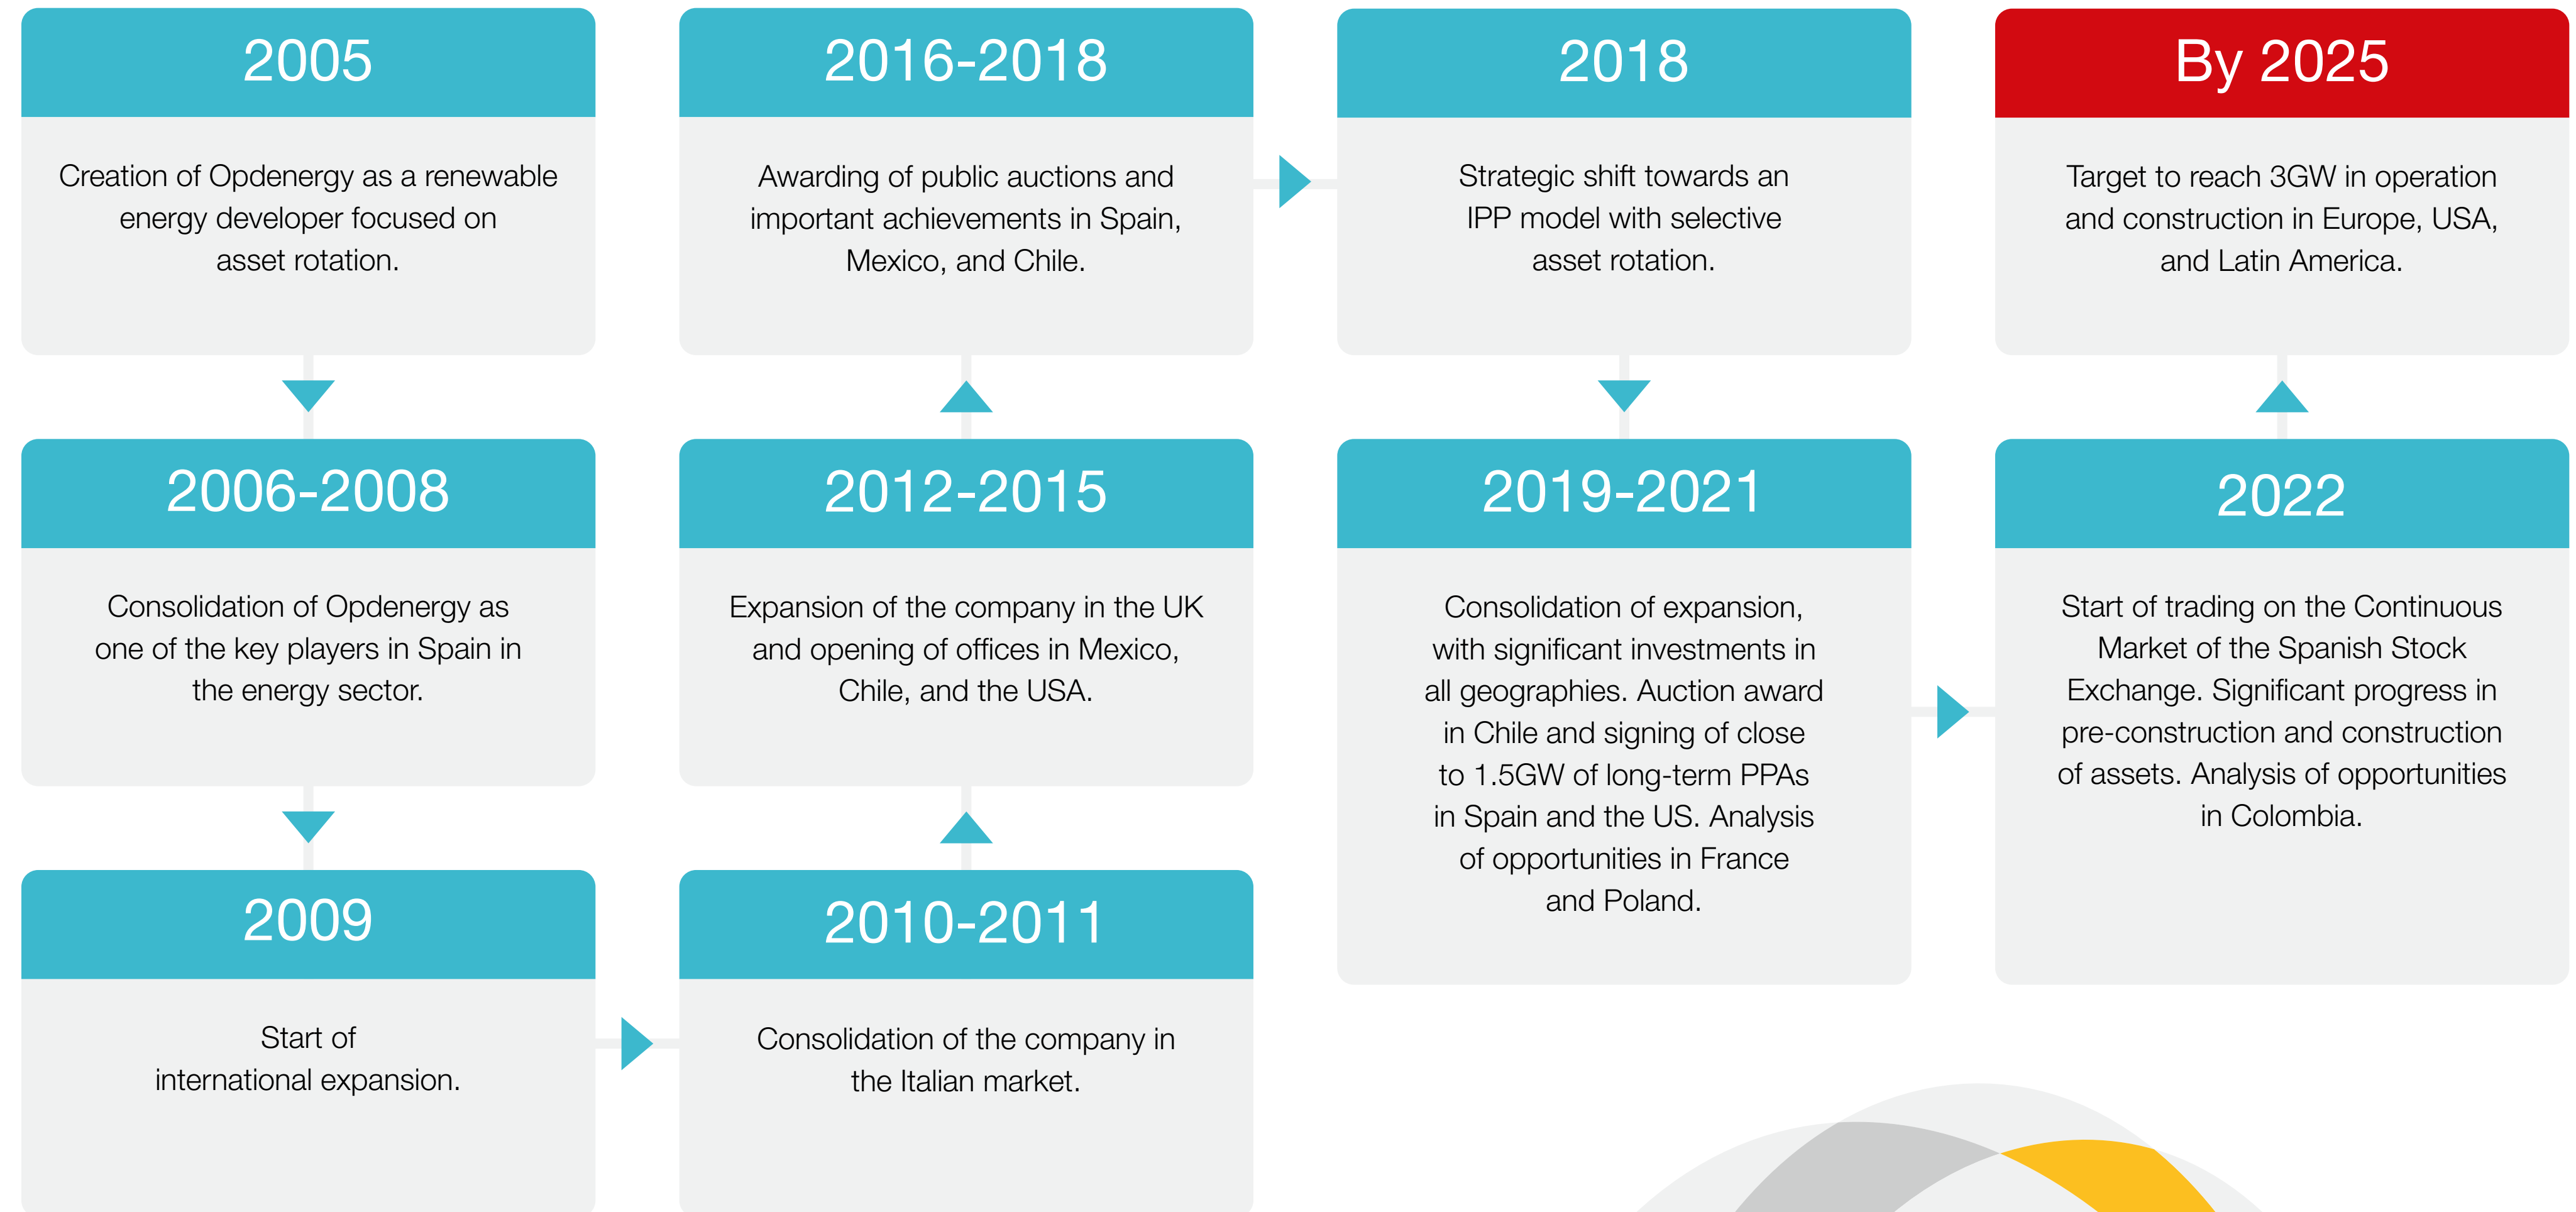 2005
Creation of Opdenergy as a renewable
energy developer focused on
asset rotation.
2006-2008
Consolidation of Opdenergy as
one of the key players in Spain in
the energy sector.
2009
Start of
international expansion.
2010-2011
Consolidation of the company in
the Italian market.
2012-2015
Expansion of the company in the UK
and opening of offices in Mexico,
Chile, and the USA.
2016-2018
Awarding of public auctions and
important achievements in Spain,
Mexico, and Chile.
2018
Strategic shift towards an
IPP model with selective
asset rotation.
2019-2021
Consolidation of expansion,
with significant investments in
all geographies. Auction award
in Chile and signing of close
to 1.5GW of long-term PPAs
in Spain and the US. Analysis
of opportunities in France
and Poland.
2022
Start of trading on the Continuous
Market of the Spanish Stock
Exchange. Significant progress in
pre-construction and construction
of assets. Analysis of opportunities
in Colombia.
By 2025
Target to reach 3GW in operation
and construction in Europe, USA,
and Latin America.